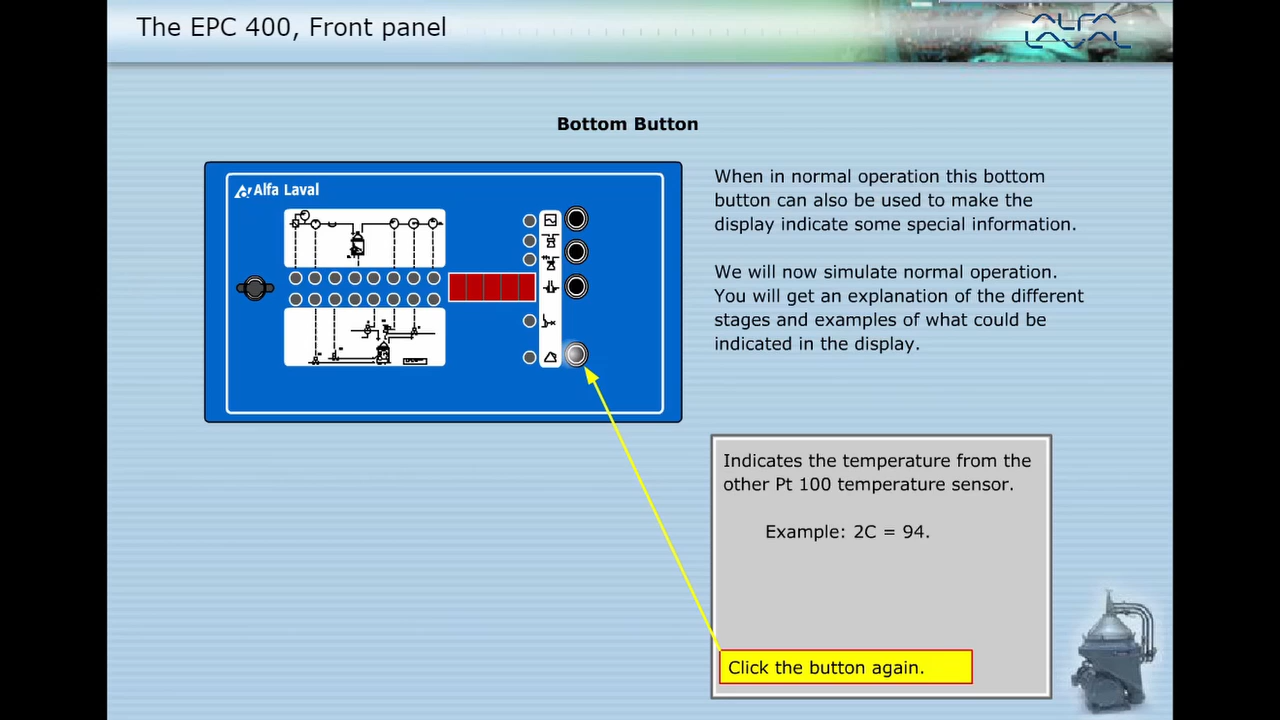 The EPC 400, Front panel
ALFA
LAVAL
Bottom Button
Alfa Laval
When in normal operation this bottom
button can also be used to make the
display indicate some special information.
We will now simulate normal operation.
You will get an explanation of the different
stages and examples of what could be
indicated in the display.
Indicates the temperature from the
other Pt 100 temperature sensor.
Example: 2C = 94.
Click the button again.